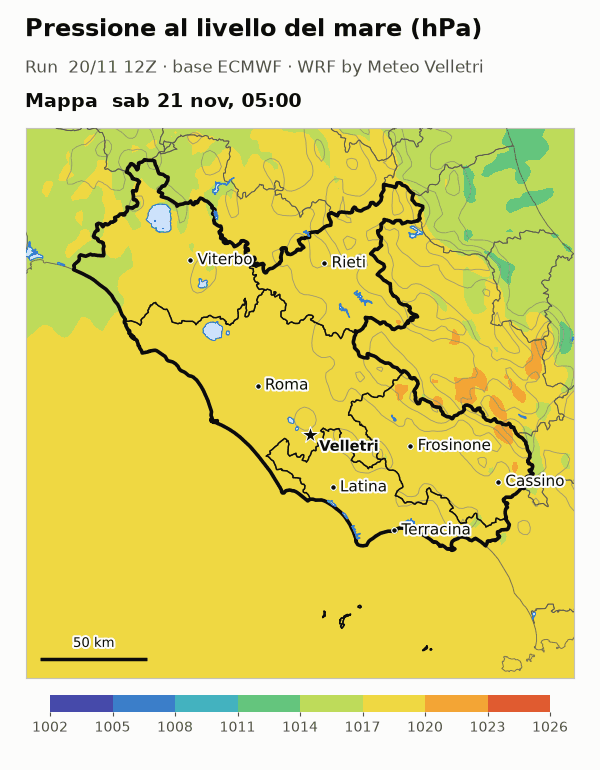 Pressione al livello del mare (hPa)
Run  20/11 12Z · base ECMWF · WRF by Meteo Velletri
Mappa  sab 21 nov, 05:00
Viterbo
Rieti
Roma
Velletri
Frosinone
Latina
Cassino
Terracina
50 km
1002 1005 1008 1011 1014 1017 1020 1023 1026